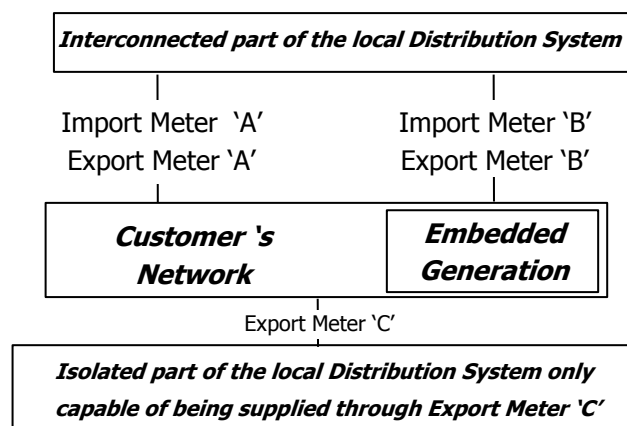 Interconnected part of the local Distribution System
Import Meter ‘A’
Export Meter ‘A’
Import Meter ‘B’
Export Meter ‘B’
Customer ‘s
Network
Embedded
Generation
Export Meter ‘C’
Isolated part of the local Distribution System only
capable of being supplied through Export Meter ‘C’